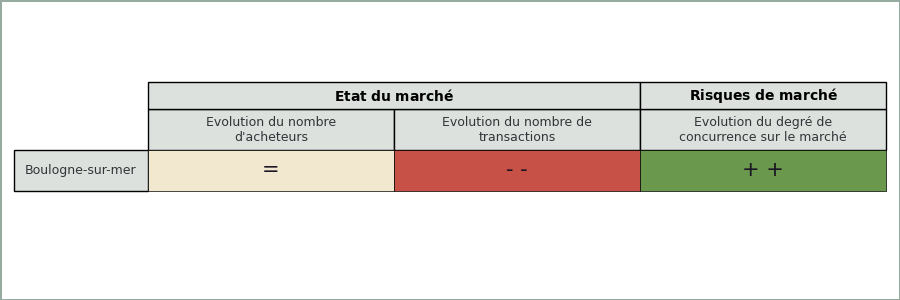 Etat du marché
Risques de marché
Evolution du nombre
d'acheteurs
Evolution du nombre de
transactions
Evolution du degré de
concurrence sur le marché
Boulogne-sur-mer
=
- -
+ +